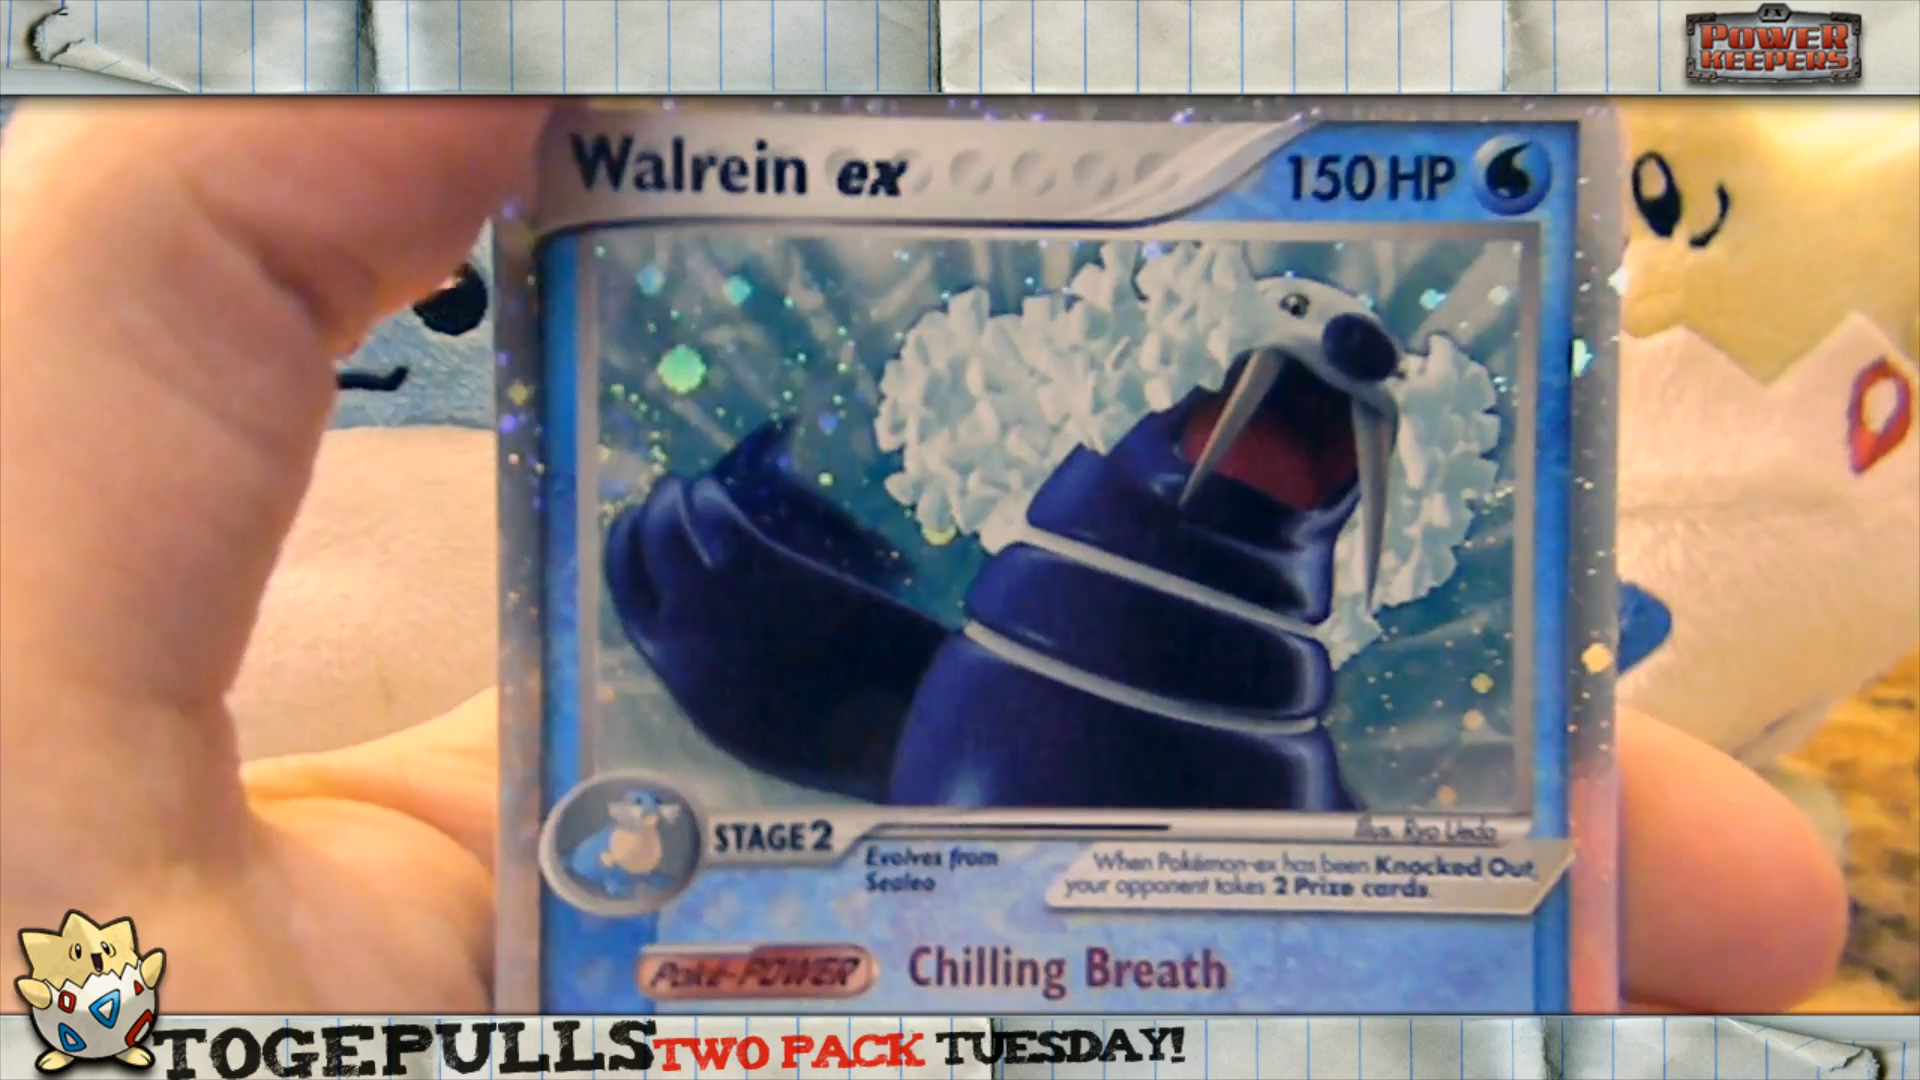 EX
POWER
KEEPERS
Walrein ex
150 HP
STAGE 2
Evolves from
Sealeo
Illus. Ryo Ueda
When Pokémon-ex has been Knocked Out,
your opponent takes 2 Prize cards.
Poké-POWER
Chilling Breath
TOGEPULLS TWO PACK TUESDAY!